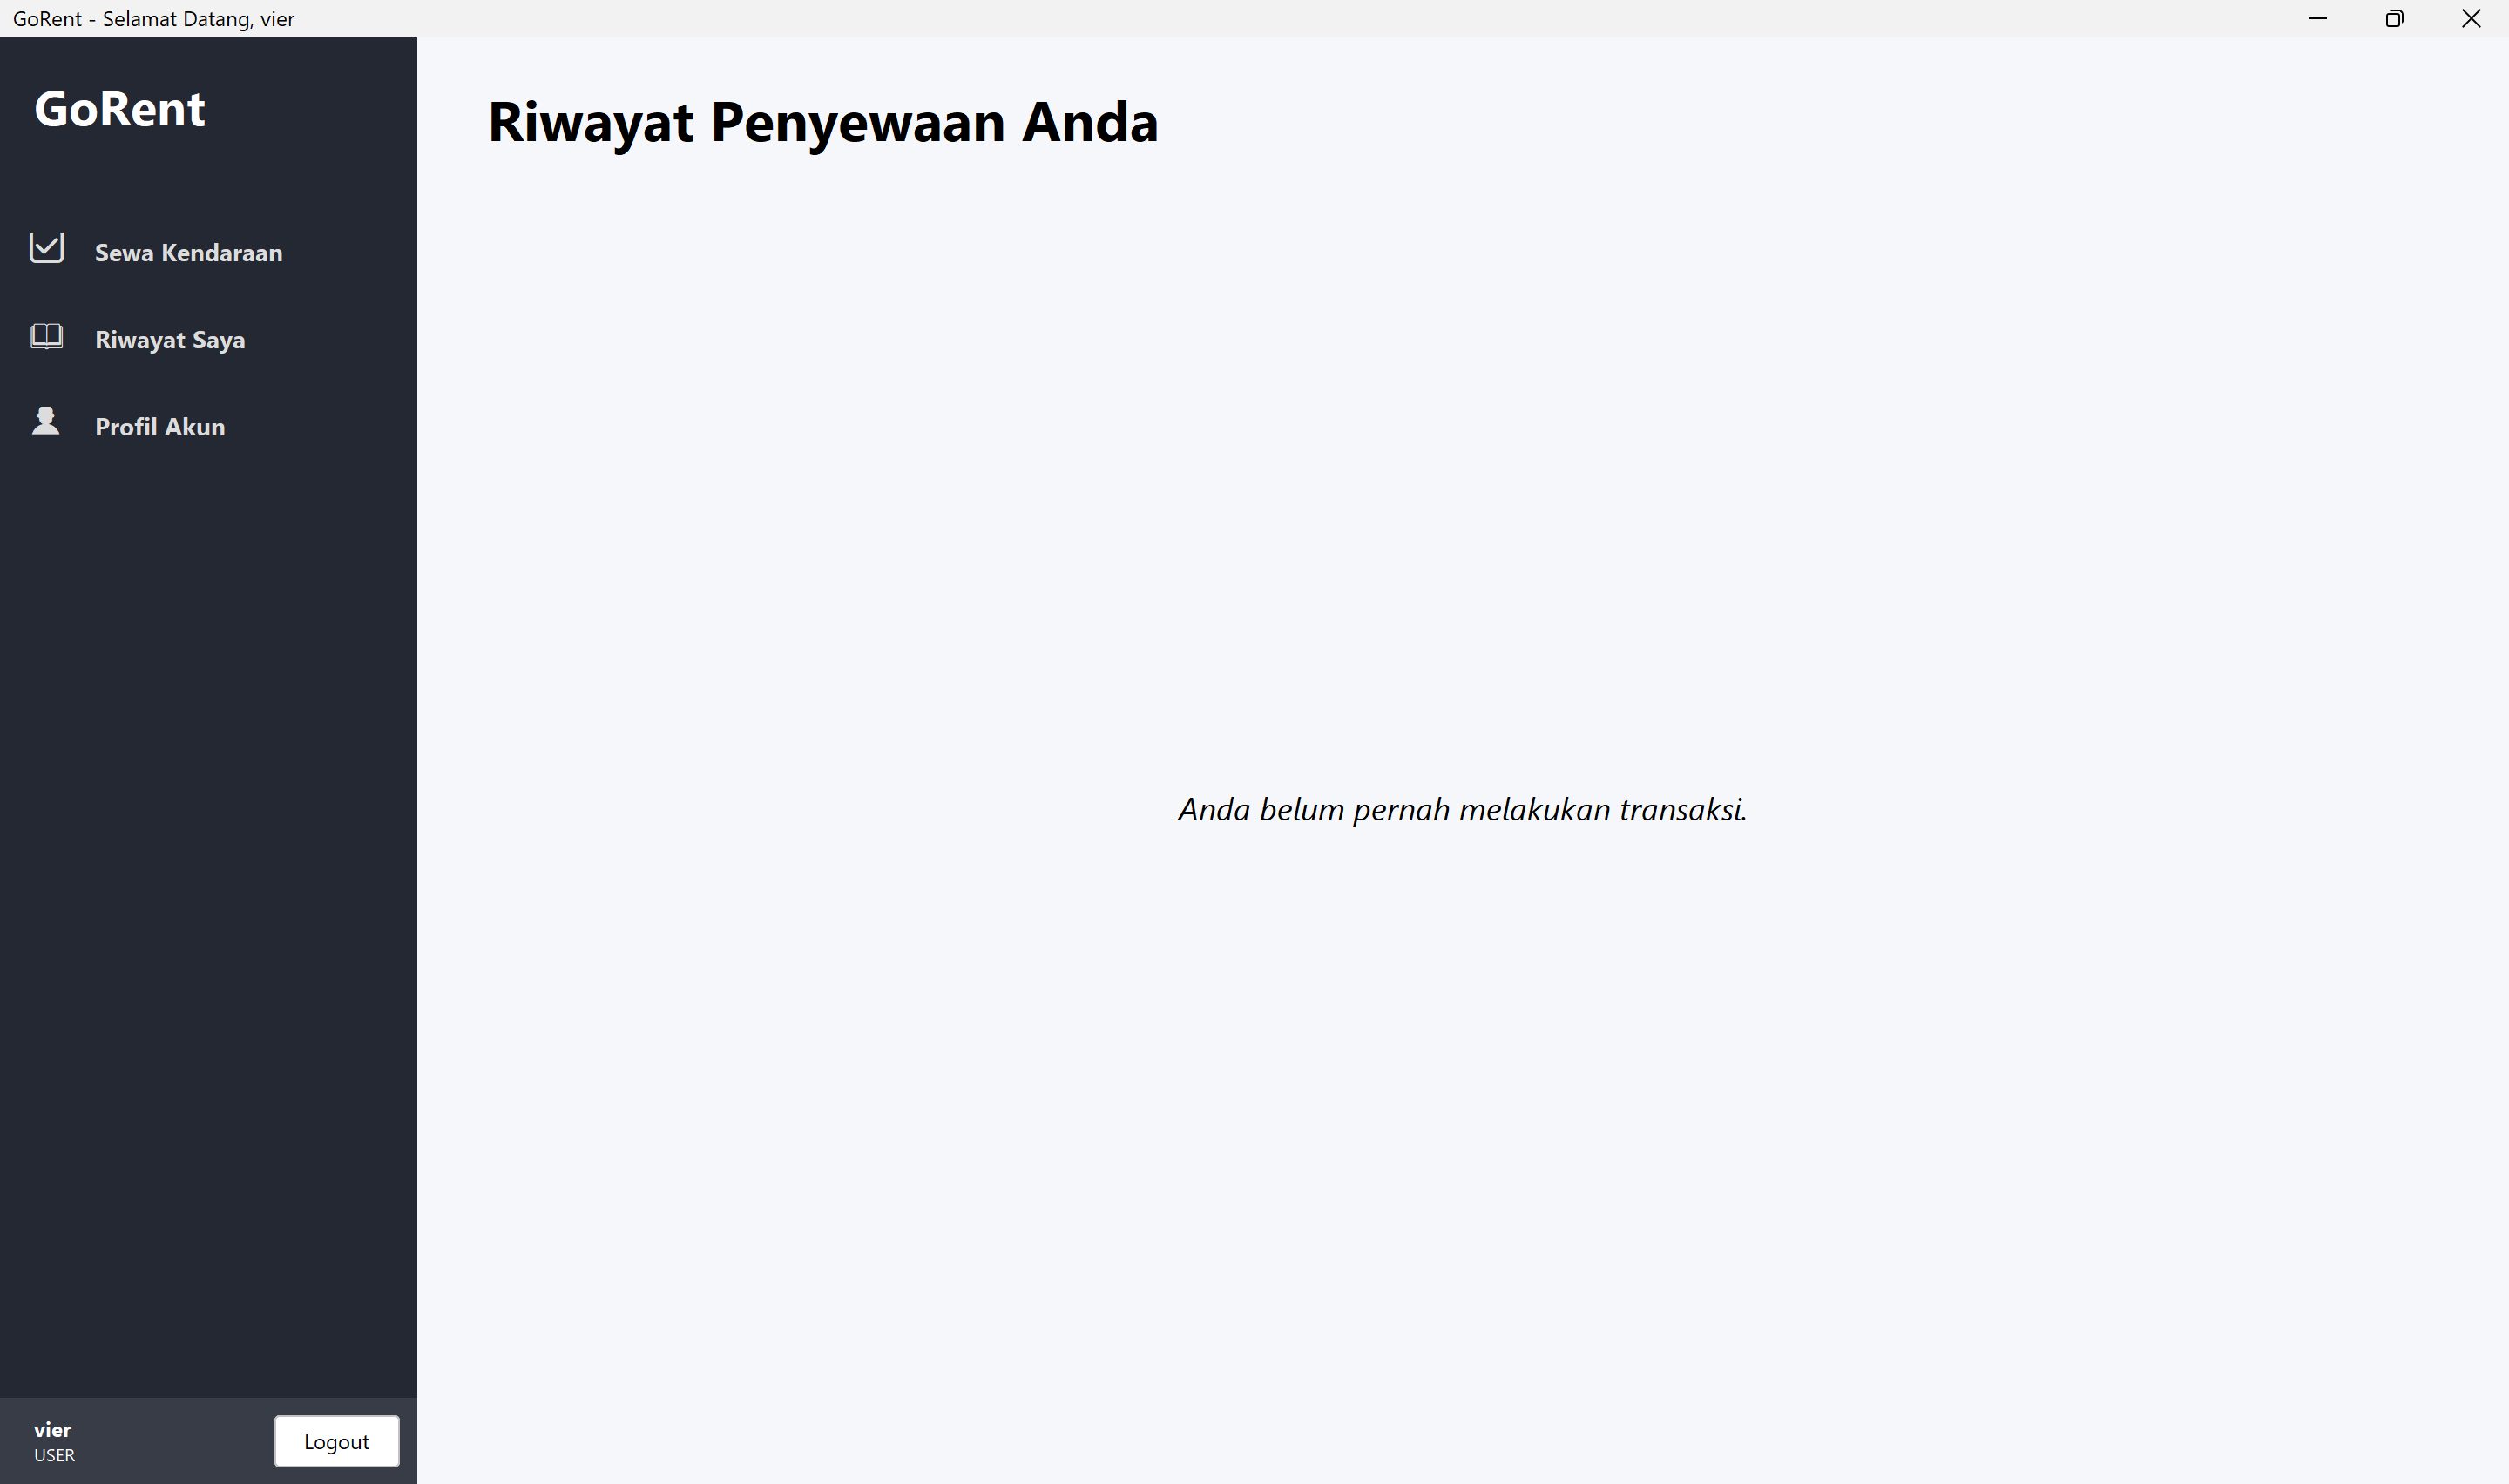 GoRent - Selamat Datang, vier
GoRent
Sewa Kendaraan
Riwayat Saya
Profil Akun
vier
USER
Logout
Riwayat Penyewaan Anda
Anda belum pernah melakukan transaksi.